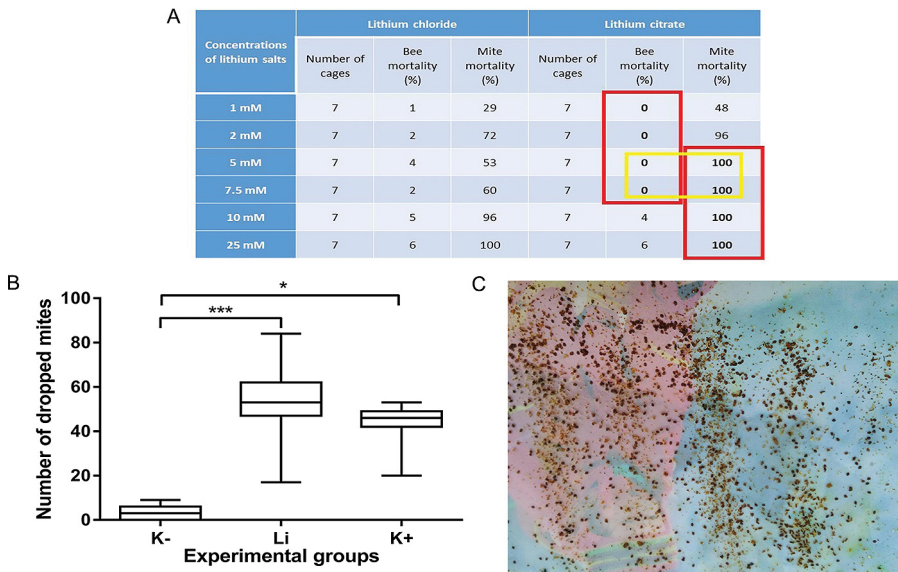 A
Concentrations of lithium salts Lithium chloride Lithium citrate
Number of cages Bee mortality (%) Mite mortality (%) Number of cages Bee mortality (%) Mite mortality (%)
1 mM 7 1 29 7 0 48
2 mM 7 2 72 7 0 96
5 mM 7 4 53 7 0 100
7.5 mM 7 2 60 7 0 100
10 mM 7 5 96 7 4 100
25 mM 7 6 100 7 6 100
B
Number of dropped mites
100
80
60
40
20
0
*
***
K- Li K+
Experimental groups
C